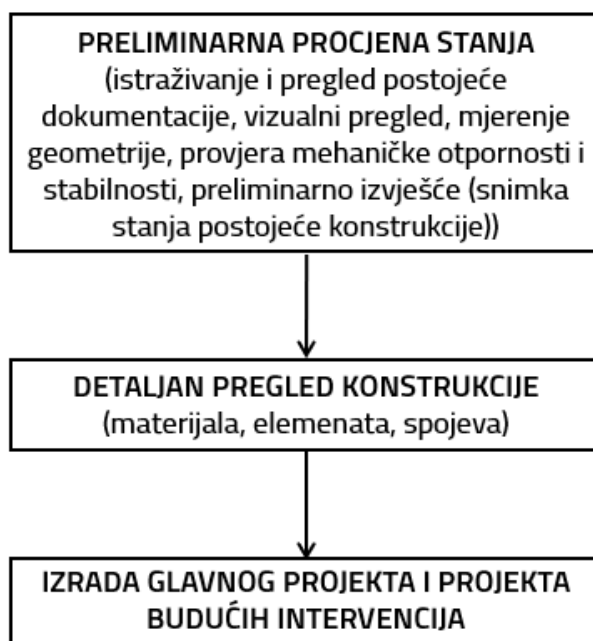 PRELIMINARNA PROCJENA STANJA
(istraživanje i pregled postojeće
dokumentacije, vizualni pregled, mjerenje
geometrije, provjera mehaničke otpornosti i
stabilnosti, preliminarno izvješće (snimka
stanja postojeće konstrukcije))
DETALJAN PREGLED KONSTRUKCIJE
(materijala, elemenata, spojeva)
IZRADA GLAVNOG PROJEKTA I PROJEKTA
BUDUĆIH INTERVENCIJA